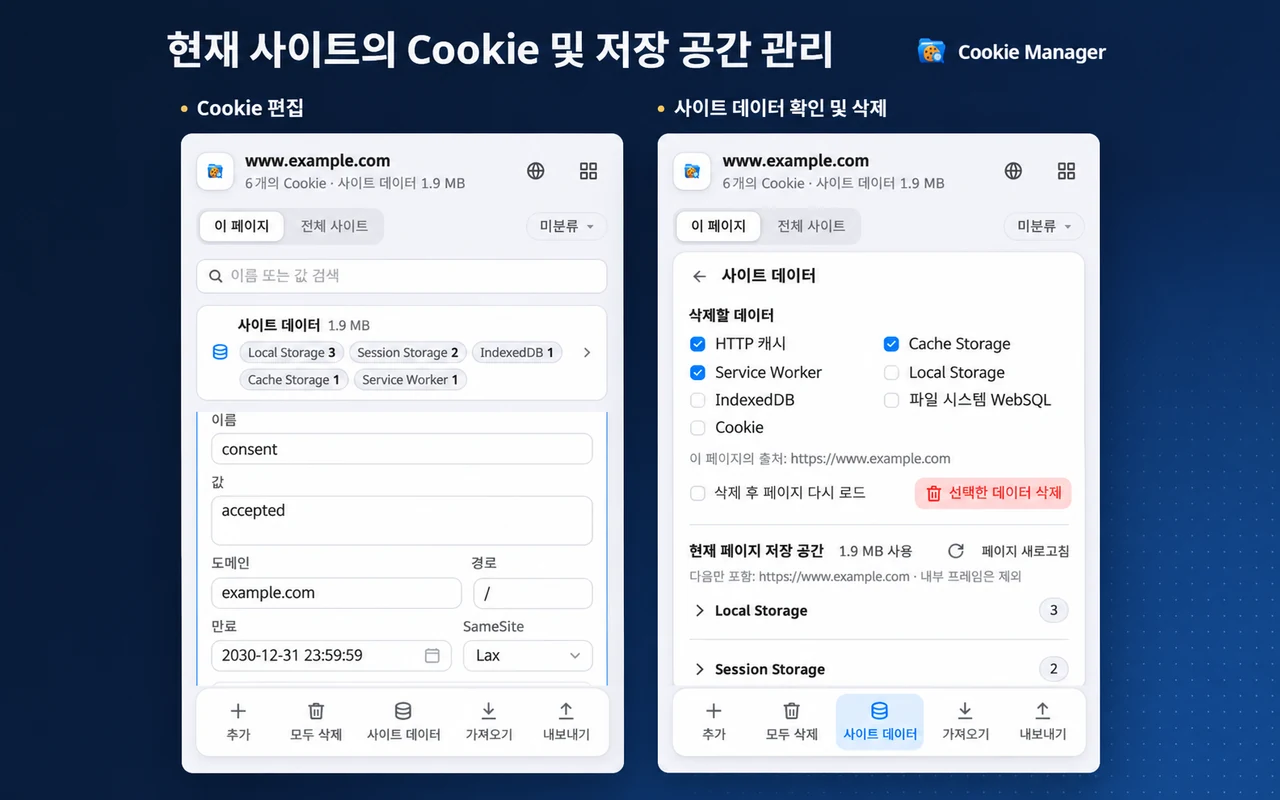 현재 사이트의 Cookie 및 저장 공간 관리
Cookie Manager
• Cookie 편집
www.example.com
6개의 Cookie · 사이트 데이터 1.9 MB
이 페이지
전체 사이트
미분류
이름 또는 값 검색
사이트 데이터 1.9 MB
Local Storage 3
Session Storage 2
IndexedDB 1
Cache Storage 1
Service Worker 1
이름
consent
값
accepted
도메인
경로
example.com
/
만료
SameSite
2030-12-31 23:59:59
Lax
추가
모두 삭제
사이트 데이터
가져오기
내보내기
• 사이트 데이터 확인 및 삭제
www.example.com
6개의 Cookie · 사이트 데이터 1.9 MB
이 페이지
전체 사이트
미분류
사이트 데이터
삭제할 데이터
HTTP 캐시
Cache Storage
Service Worker
Local Storage
IndexedDB
파일 시스템 WebSQL
Cookie
이 페이지의 출처: https://www.example.com
삭제 후 페이지 다시 로드
선택한 데이터 삭제
현재 페이지 저장 공간 1.9 MB 사용
페이지 새로고침
다음만 포함: https://www.example.com · 내부 프레임은 제외
Local Storage
3
Session Storage
2
추가
모두 삭제
사이트 데이터
가져오기
내보내기